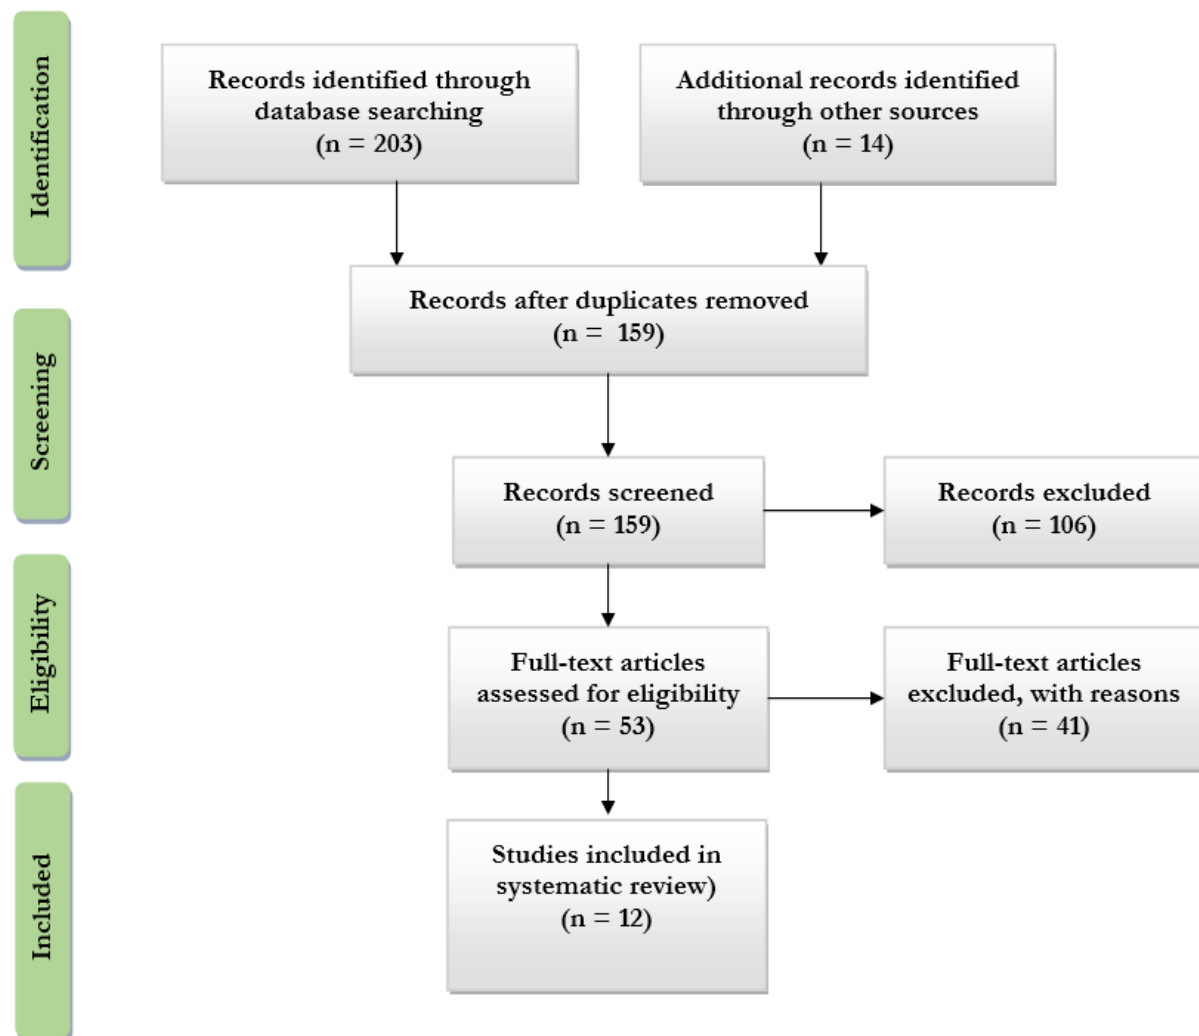 Identification
Records identified through
database searching
(n = 203)
Additional records identified
through other sources
(n = 14)
Records after duplicates removed
(n =  159)
Screening
Records screened
(n = 159)
Records excluded
(n = 106)
Eligibility
Full-text articles
assessed for eligibility
(n = 53)
Full-text articles
excluded, with reasons
(n = 41)
Included
Studies included in
systematic review)
(n = 12)